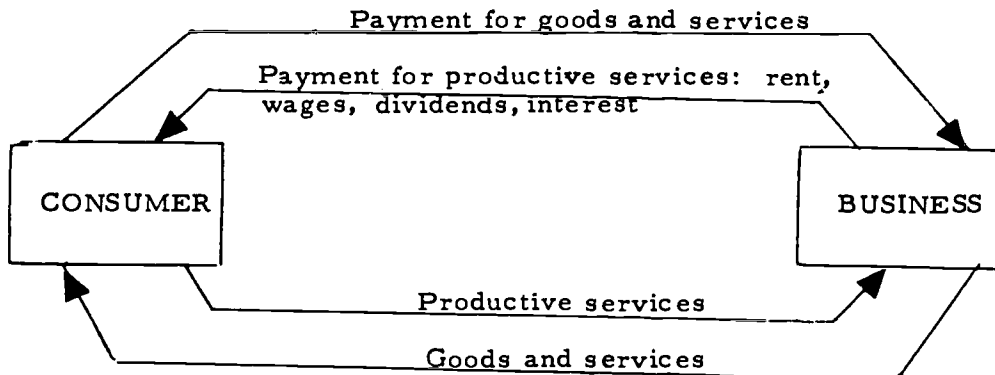 Payment for goods and services
Payment for productive services: rent,
wages, dividends, interest
CONSUMER
BUSINESS
Productive services
Goods and services